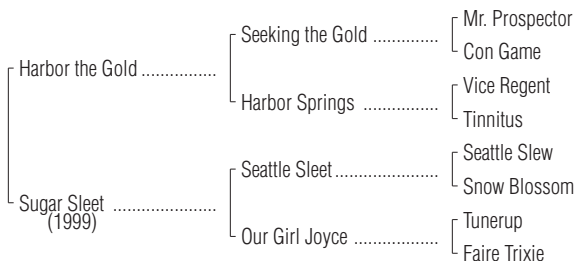 Mr. Prospector
Seeking the Gold ..............
Con Game
Harbor the Gold ................
Vice Regent
Harbor Springs ................
Tinnitus
Seattle Slew
Seattle Sleet ......................
Snow Blossom
Sugar Sleet ......................
(1999)
Tunerup
Our Girl Joyce ..................
Faire Trixie